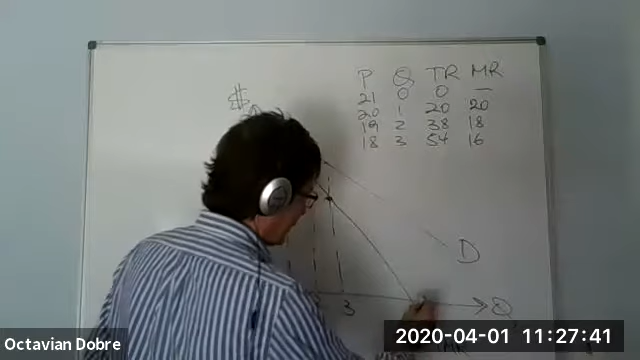 P Q TR MR
21 0 0 —
20 1 20 20
19 2 38 18
18 3 54 16
$
D
3
Q
Octavian Dobre
2020-04-01 11:27:41